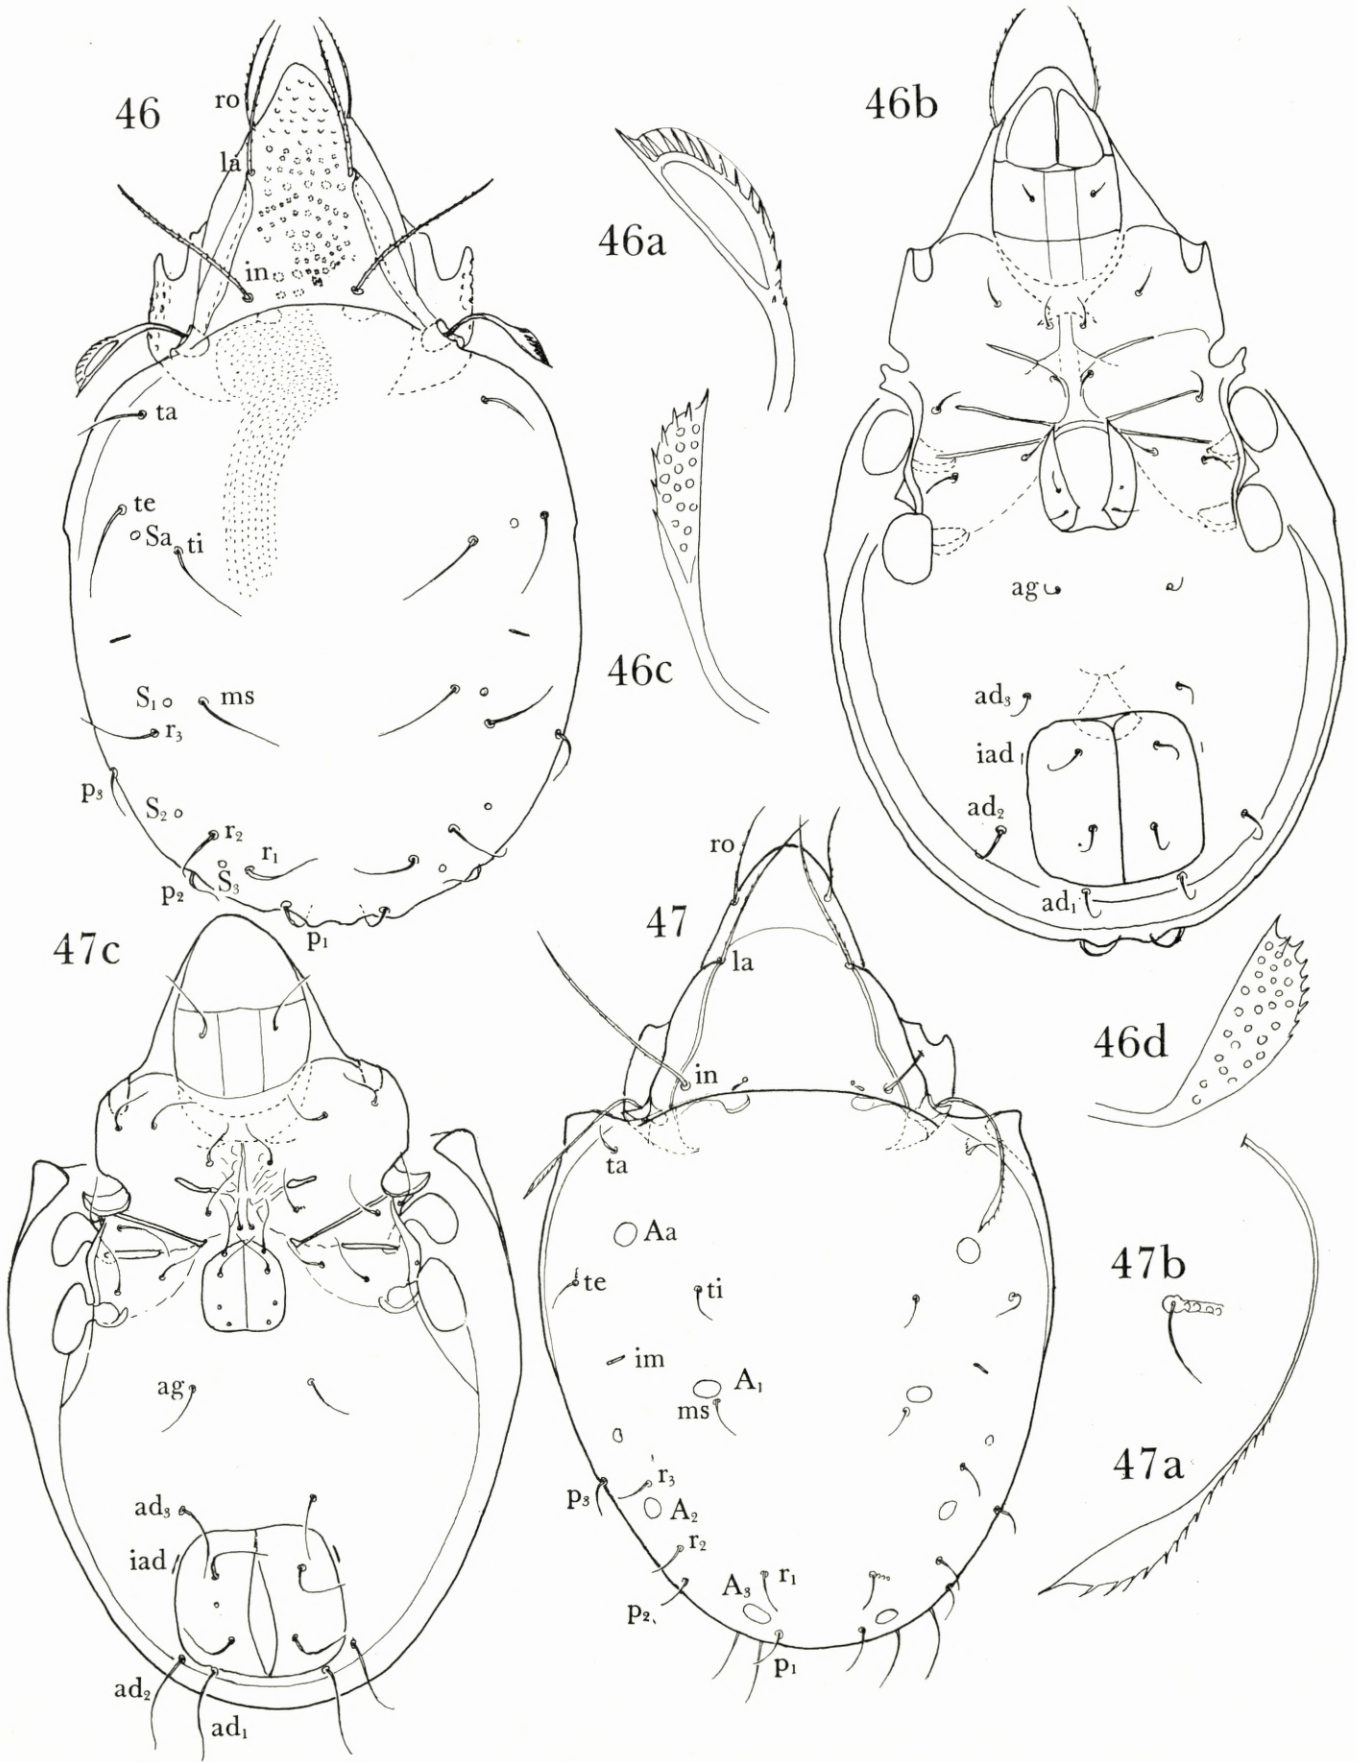 46
ro
la
in
ta
te
Sa
ti
S₁
ms
r₃
p₃
S₂
r₂
r₁
S₃
p₂
p₁
46a
46c
46b
ag
ad₃
iad
ad₂
ad₁
46d
47
ro
la
in
ta
Aa
te
ti
im
A₁
ms
r₃
p₃
A₂
r₂
A₃
r₁
p₂
p₁
47b
47a
47c
ag
ad₃
iad
ad₂
ad₁